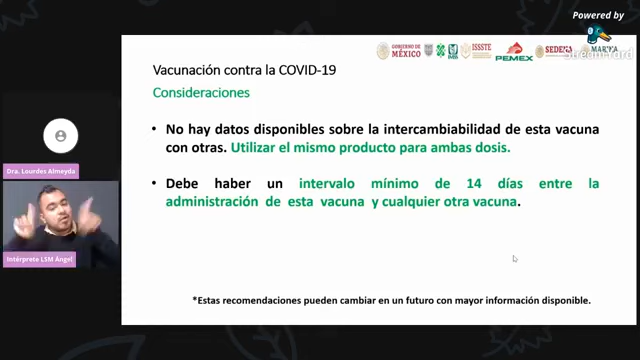 Powered by
StreamYard
GOBIERNO DE
MÉXICO
IMSS
ISSSTE
PEMEX
SEDENA
MARINA
Vacunación contra la COVID-19
Consideraciones
• No hay datos disponibles sobre la intercambiabilidad de esta vacuna
con otras. Utilizar el mismo producto para ambas dosis.
• Debe haber un intervalo mínimo de 14 días entre la
administración de esta vacuna y cualquier otra vacuna.
*Estas recomendaciones pueden cambiar en un futuro con mayor información disponible.
Dra. Lourdes Almeyda
Intérprete LSM Ángel